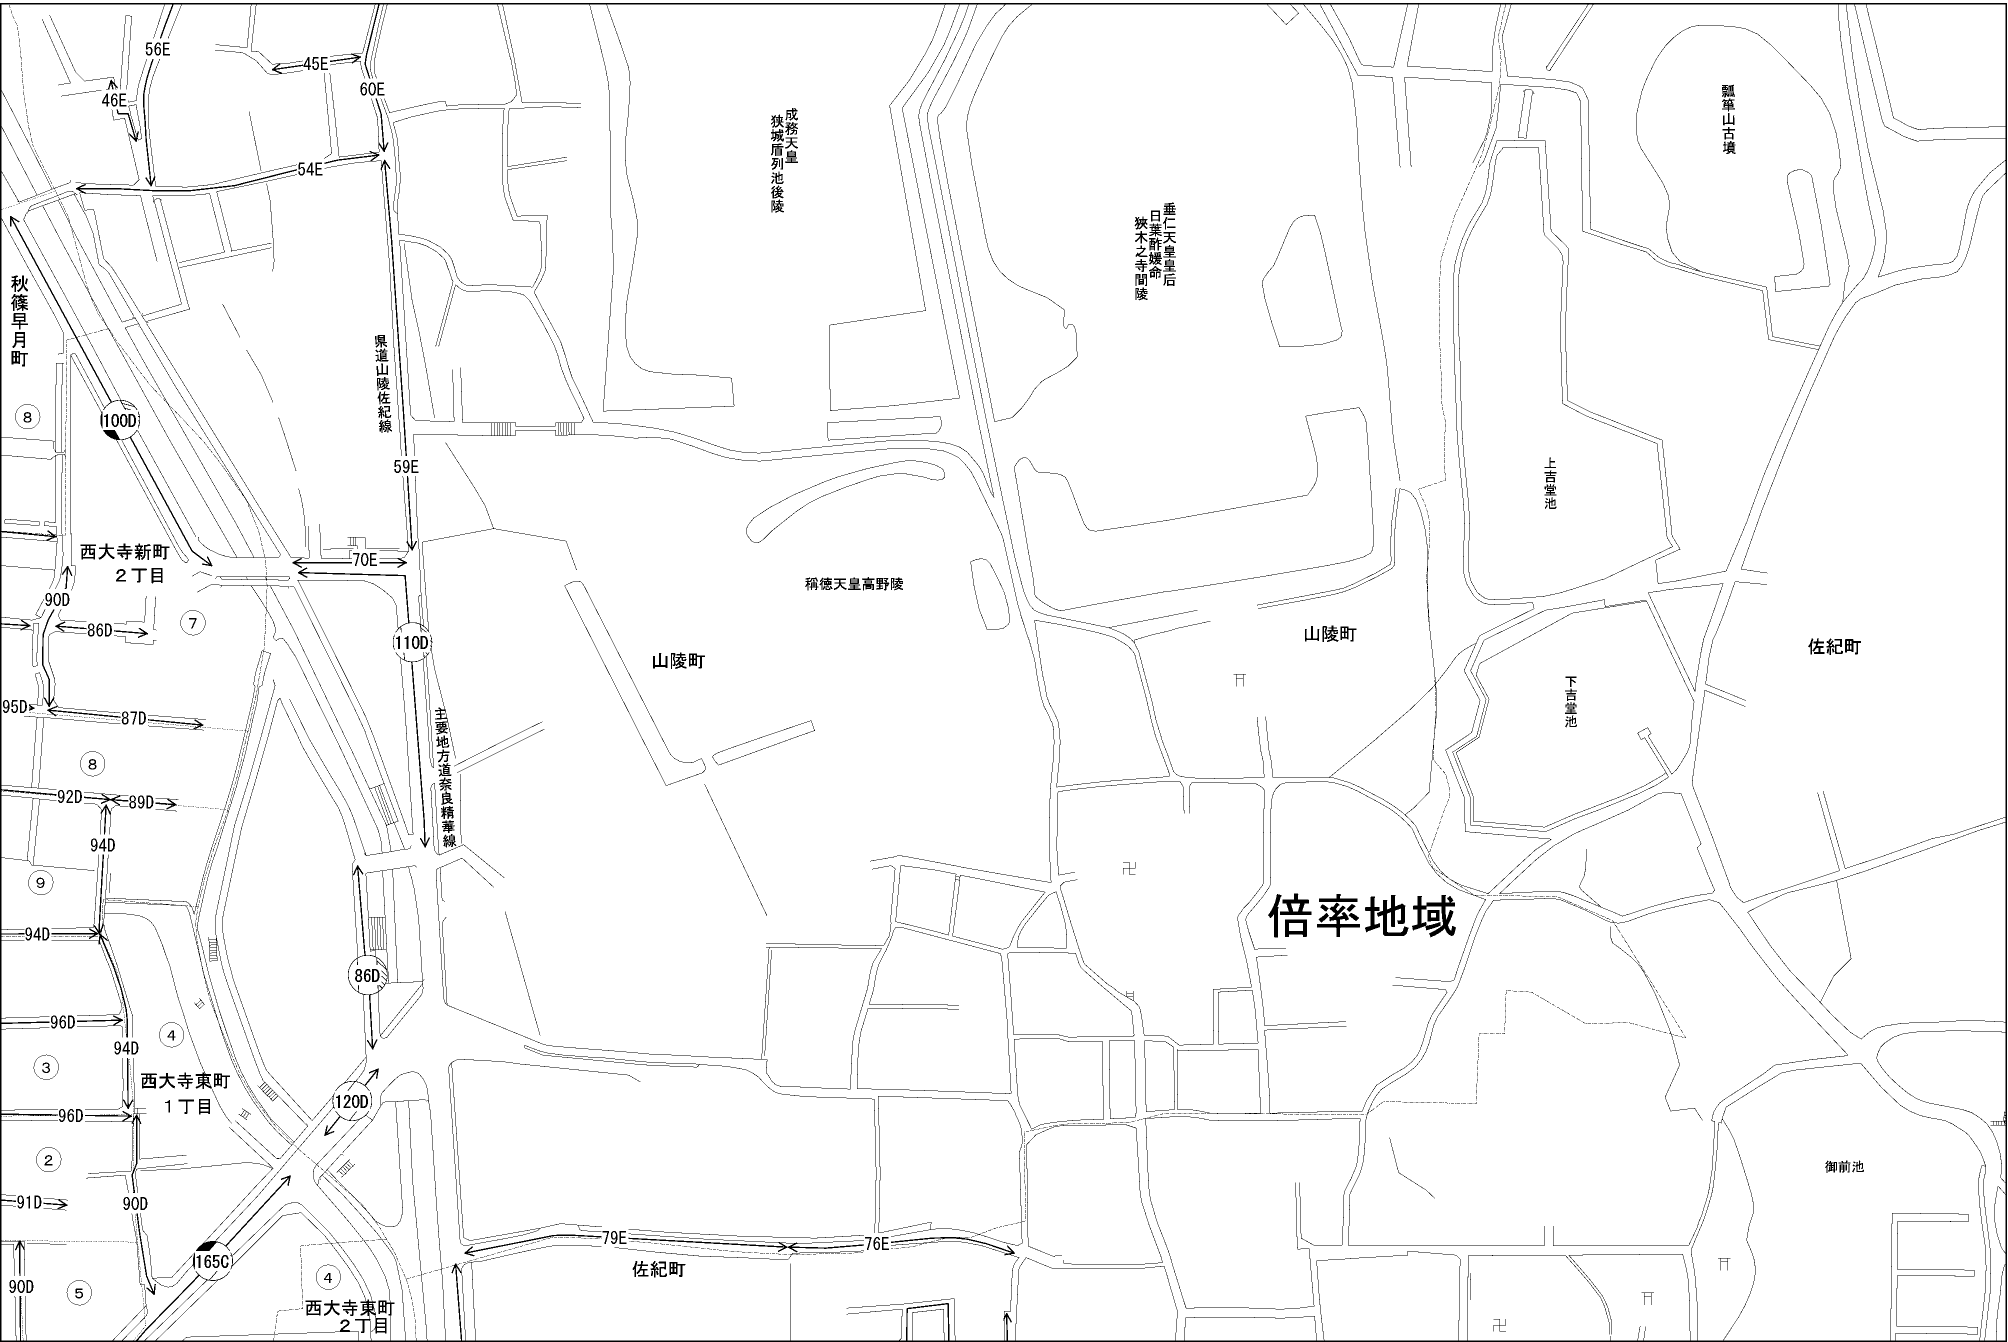 56E
45E
46E
60E
54E
成務天皇
狭城盾列池後陵
瓢箪山古墳
垂仁天皇皇后
日葉酢媛命
狭木之寺間陵
秋篠早月町
県道山陵佐紀線
8
100D
59E
上吉堂池
西大寺新町
2丁目
70E
稱徳天皇高野陵
90D
86D
7
110D
山陵町
山陵町
佐紀町
95D
87D
主要地方道奈良精華線
下吉堂池
8
92D
89D
94D
9
倍率地域
94D
86D
96D
4
94D
3
西大寺東町
1丁目
120D
96D
2
御前池
91D
90D
165C
79E
76E
佐紀町
90D
5
4
西大寺東町
2丁目